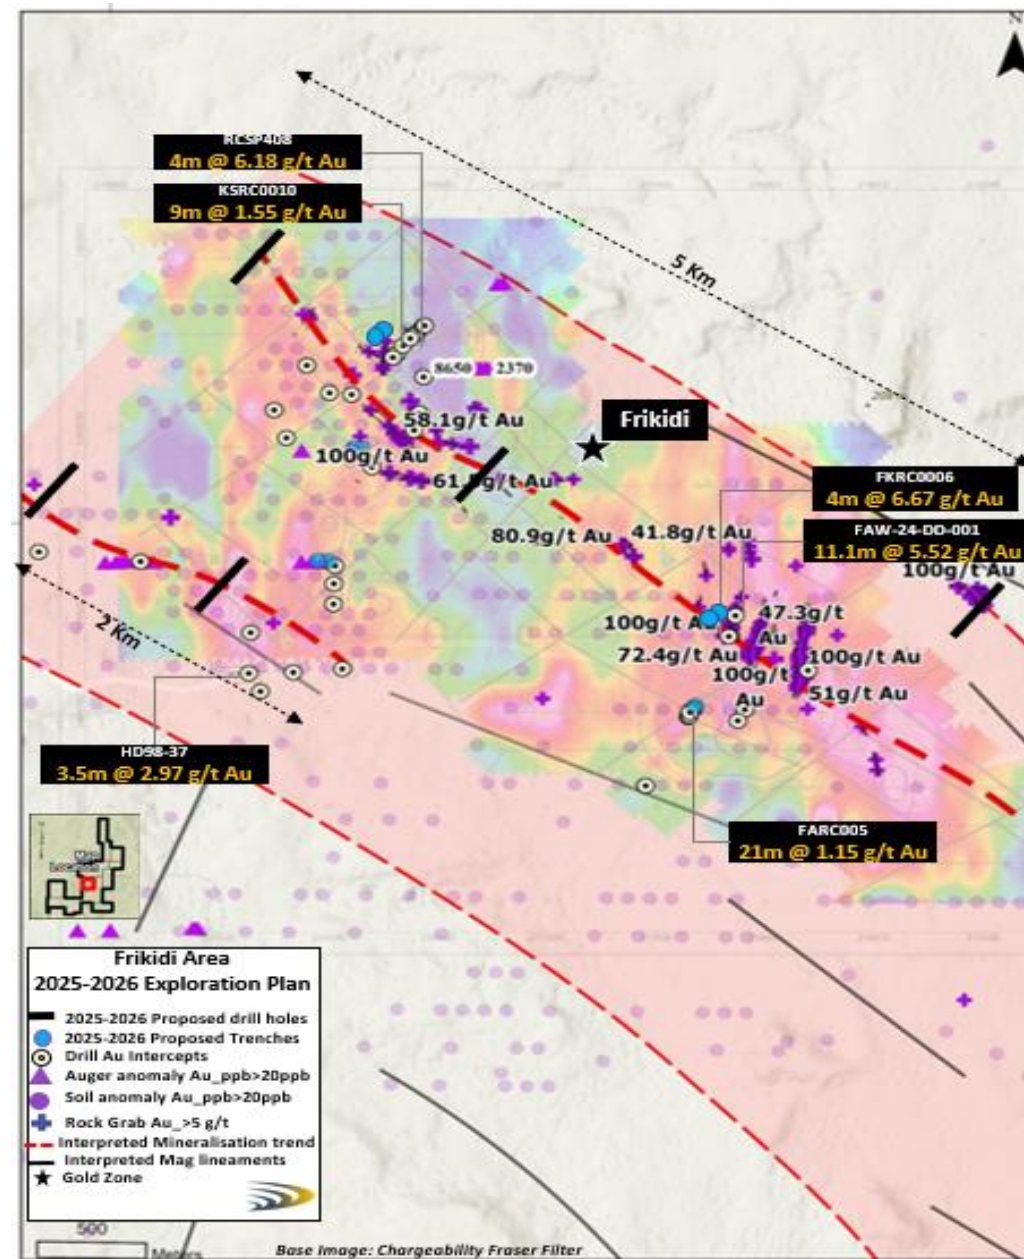 N
RCSP408
4m @ 6.18 g/t Au
KSRC0010
9m @ 1.55 g/t Au
5 Km
8650 2370
Frikidi
58.1g/t Au
100g/t Au
FKRC0006
4m @ 6.67 g/t Au
80.9g/t Au
41.8g/t Au
FAW-24-DD-001
11.1m @ 5.52 g/t Au
100g/t Au
47.3g/t
Au
100g/t Au
72.4g/t Au
100g/t Au
100g/t
Au
51g/t Au
2 Km
HD98-37
3.5m @ 2.97 g/t Au
FARC005
21m @ 1.15 g/t Au
Frikidi Area
2025-2026 Exploration Plan
2025-2026 Proposed drill holes
2025-2026 Proposed Trenches
Drill Au Intercepts
Auger anomaly Au_ppb>20ppb
Soil anomaly Au_ppb>20ppb
Rock Grab Au_>5 g/t
Interpreted Mineralisation trend
Interpreted Mag lineaments
Gold Zone
500
Meters
Base Image: Chargeability Fraser Filter